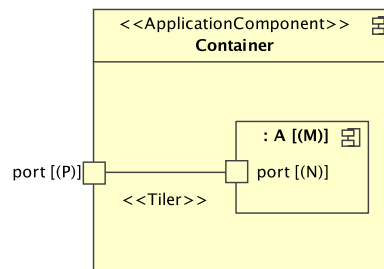 <<ApplicationComponent>>
Container
: A [(M)]
port [(P)]
port [(N)]
<<Tiler>>